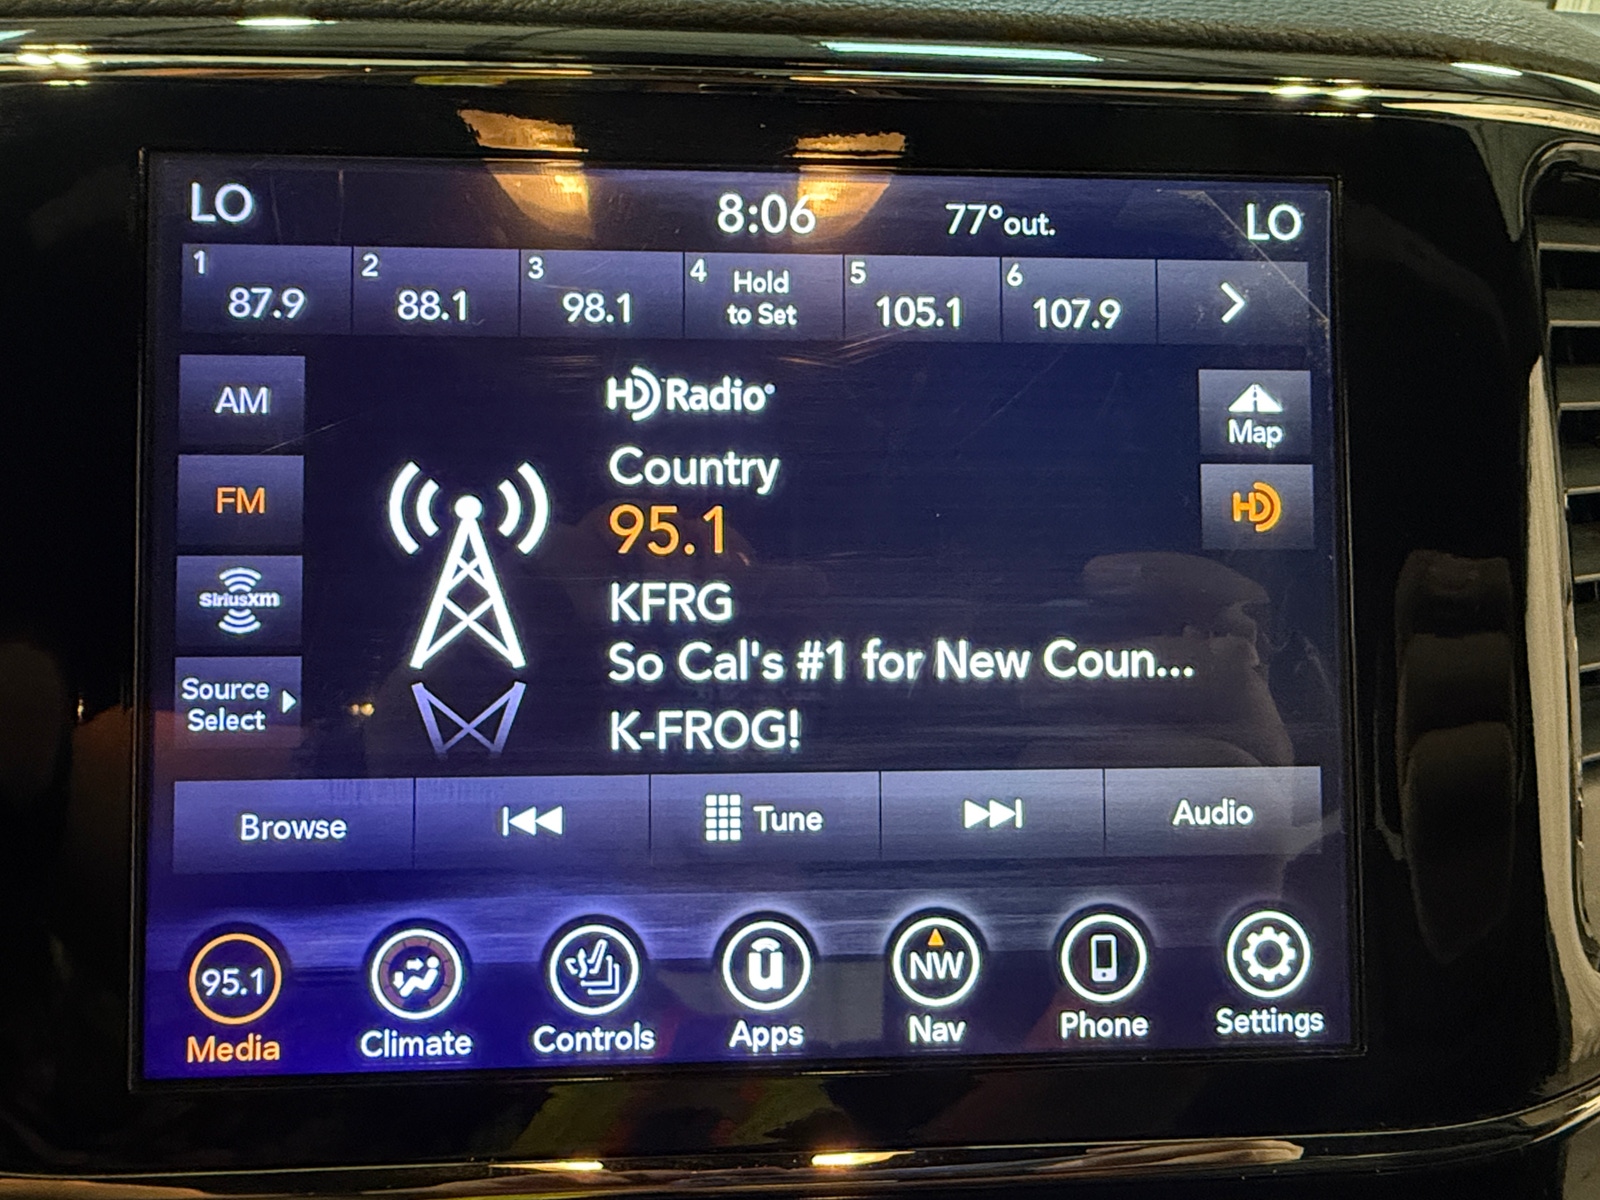 LO 8:06 77°out. LO
1 87.9
2 88.1
3 98.1
4 Hold to Set
5 105.1
6 107.9
AM
FM
SiriusXM
Source
Select
HD Radio®
Country
95.1
KFRG
So Cal's #1 for New Coun...
K-FROG!
Map
HD
Browse
Tune
Audio
95.1
Media
Climate
Controls
ū
Apps
NW
Nav
Phone
Settings